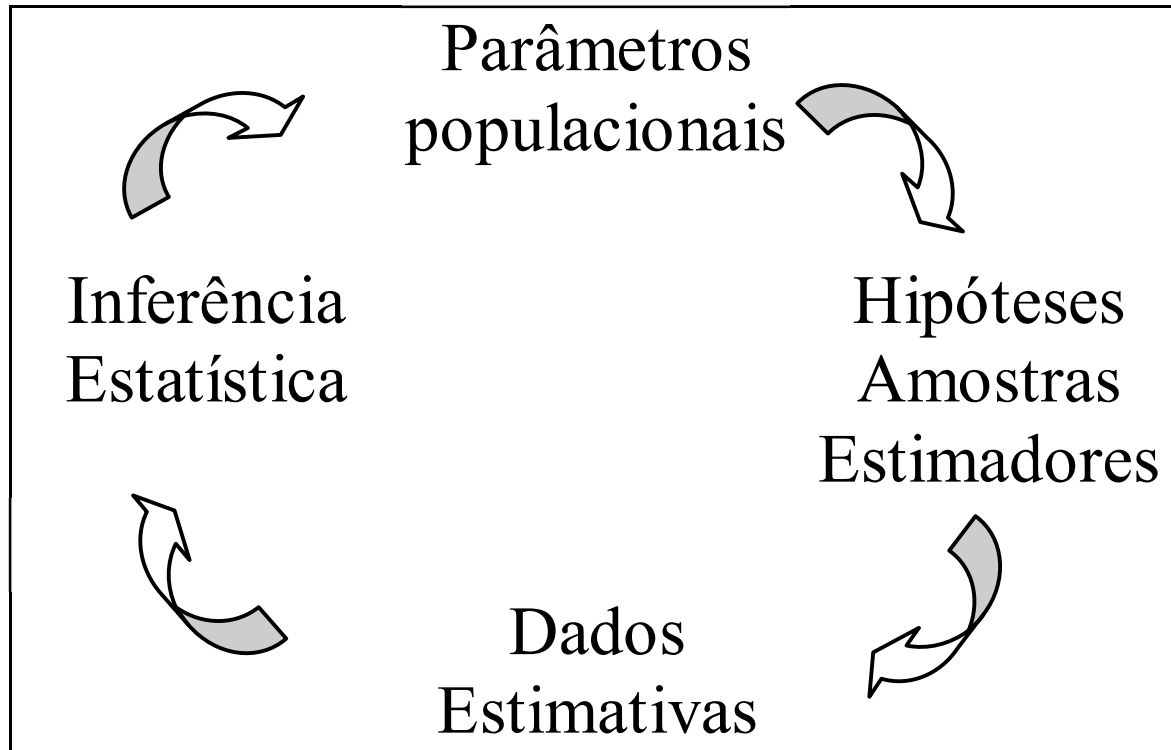 Parâmetros
populacionais
Hipóteses
Amostras
Estimadores
Dados
Estimativas
Inferência
Estatística